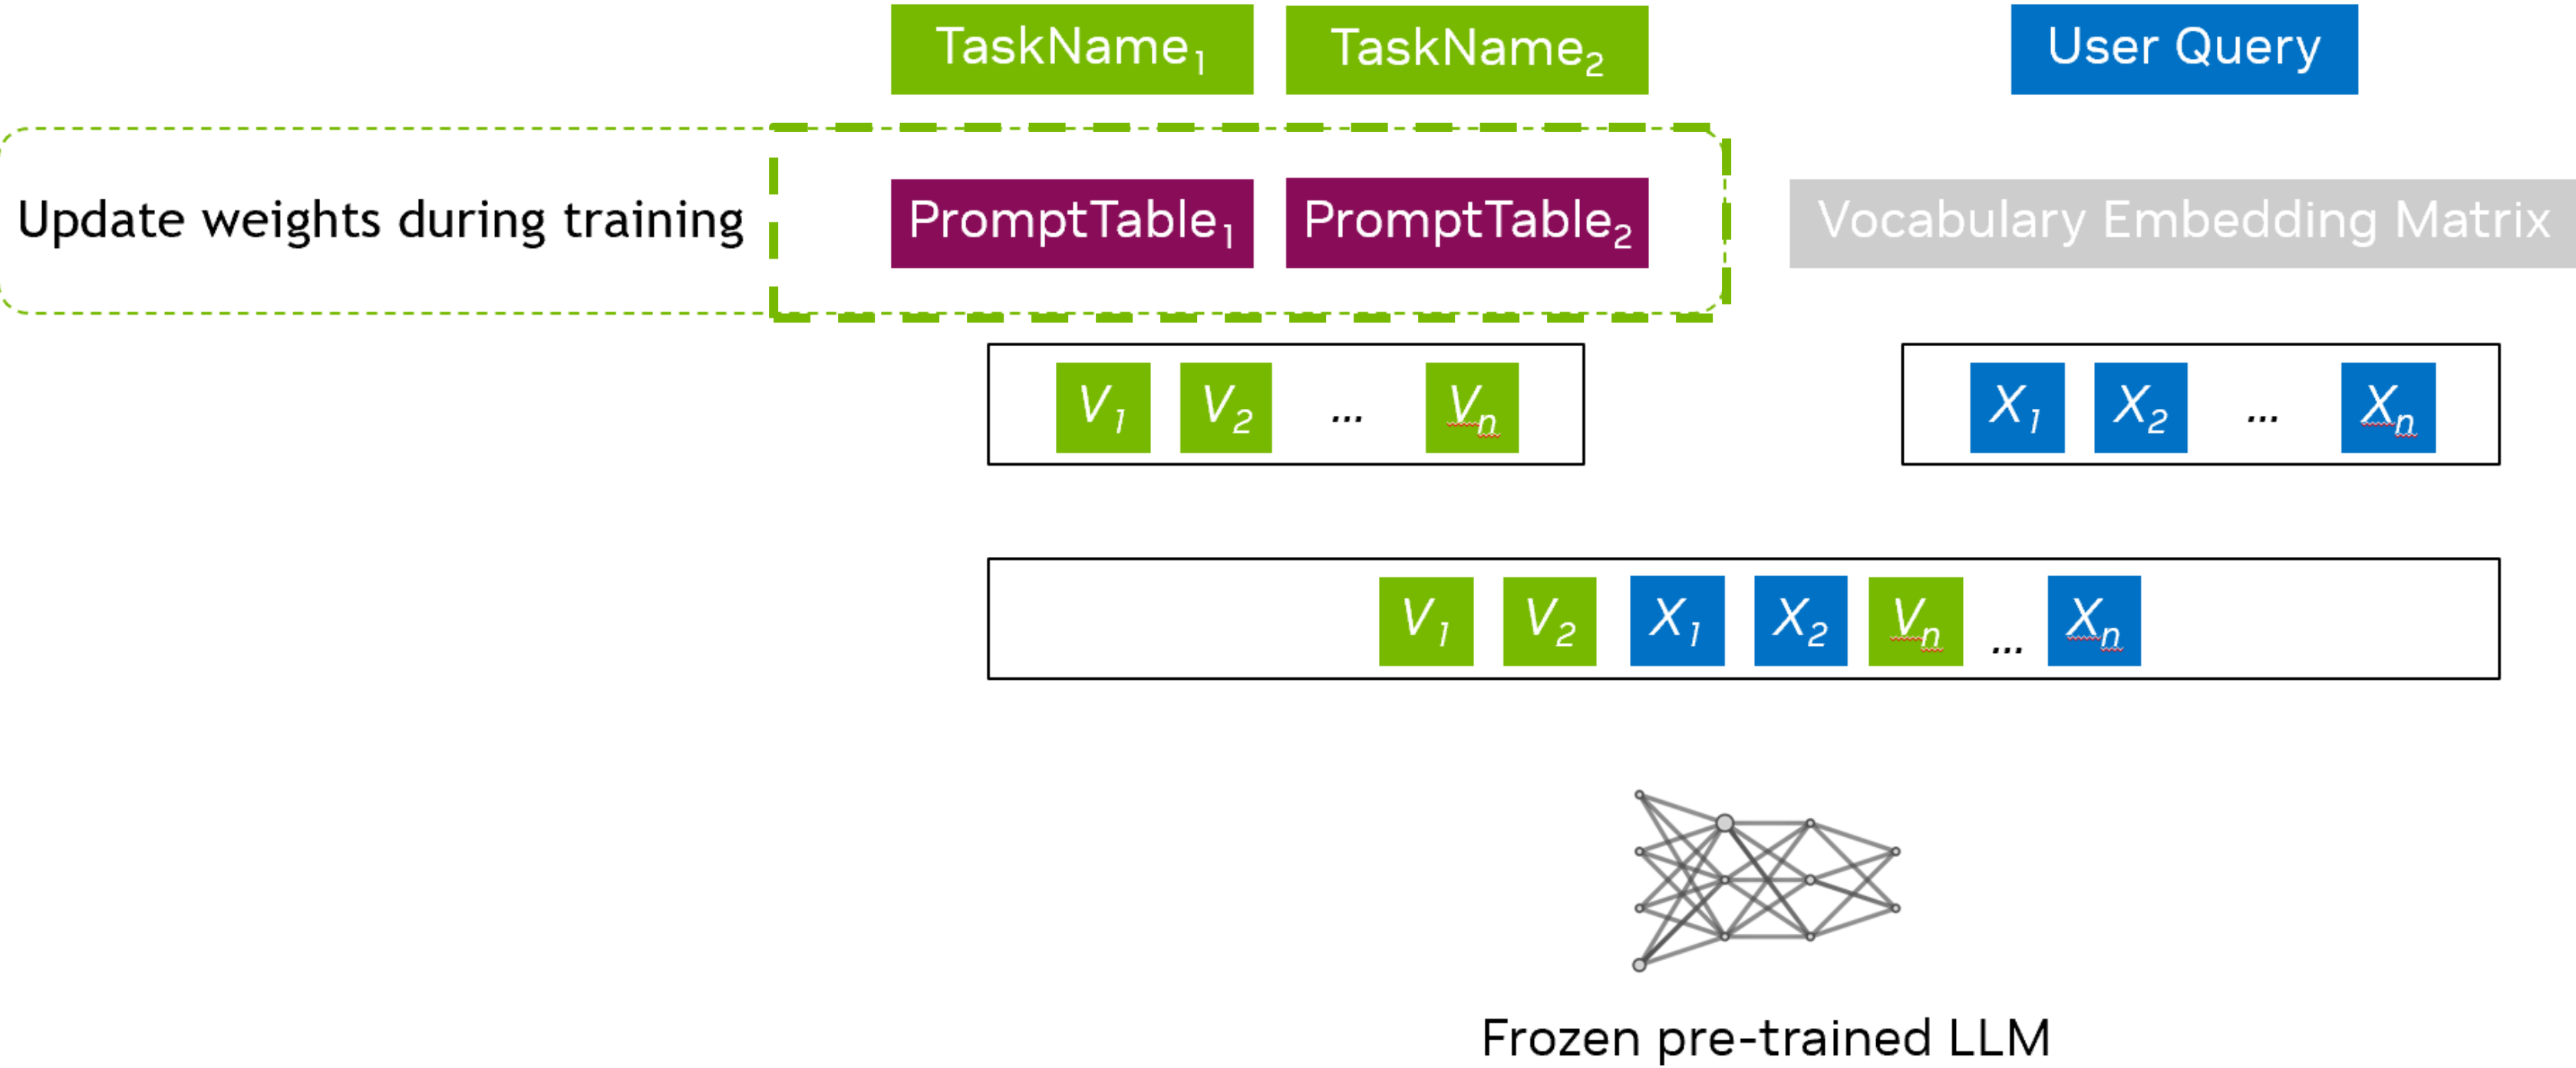 TaskName1 TaskName2 User Query
Update weights during training PromptTable1 PromptTable2 Vocabulary Embedding Matrix
V1 V2 ... Vn X1 X2 ... Xn
V1 V2 X1 X2 Vn ... Xn
Frozen pre-trained LLM